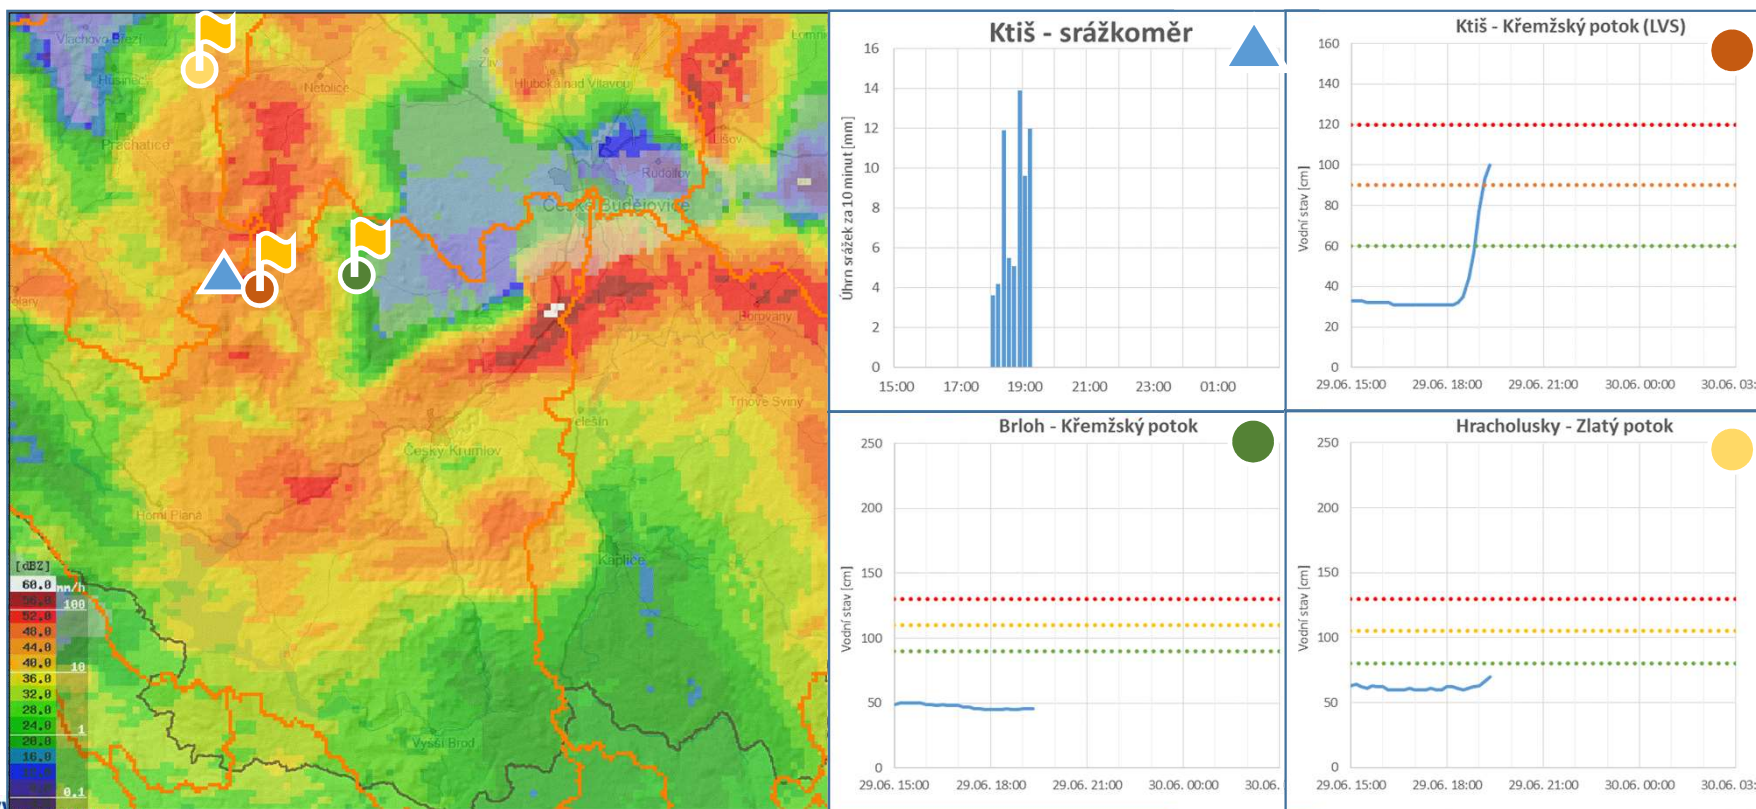 Vlachovo Březí
Husinec
Prachatice
Netolice
Zliv
Hluboká nad Vltavou
Lomni
Lišov
Rudolfov
České Budějovice
olary
Borovany
Trhové Sviny
elešín
Český Krumlov
Horní Planá
Kaplice
Vyšší Brod
[dBZ]
60.0
56.0
52.0
48.0
44.0
40.0
36.0
32.0
28.0
24.0
20.0
16.0
mm/h
100
10
1
0.1
Ktiš - srážkoměr
Úhrn srážek za 10 minut [mm]
16
14
12
10
8
6
4
2
0
15:00 17:00 19:00 21:00 23:00 01:00
Ktiš - Křemžský potok (LVS)
Vodní stav [cm]
160
140
120
100
80
60
40
20
0
29.06. 15:00 29.06. 18:00 29.06. 21:00 30.06. 00:00 30.06. 03:
Brloh - Křemžský potok
Vodní stav [cm]
250
200
150
100
50
0
29.06. 15:00 29.06. 18:00 29.06. 21:00 30.06. 00:00 30.06.
Hracholusky - Zlatý potok
Vodní stav [cm]
250
200
150
100
50
0
29.06. 15:00 29.06. 18:00 29.06. 21:00 30.06. 00:00 30.06. 03: